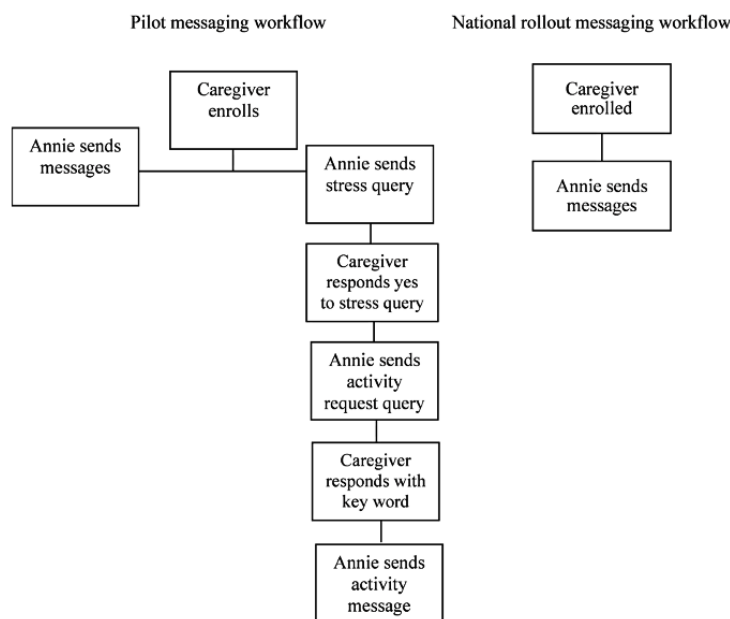 Pilot messaging workflow
National rollout messaging workflow
Caregiver
enrolls
Annie sends
messages
Annie sends
stress query
Caregiver
responds yes
to stress query
Annie sends
activity
request query
Caregiver
responds with
key word
Annie sends
activity
message
Caregiver
enrolled
Annie sends
messages